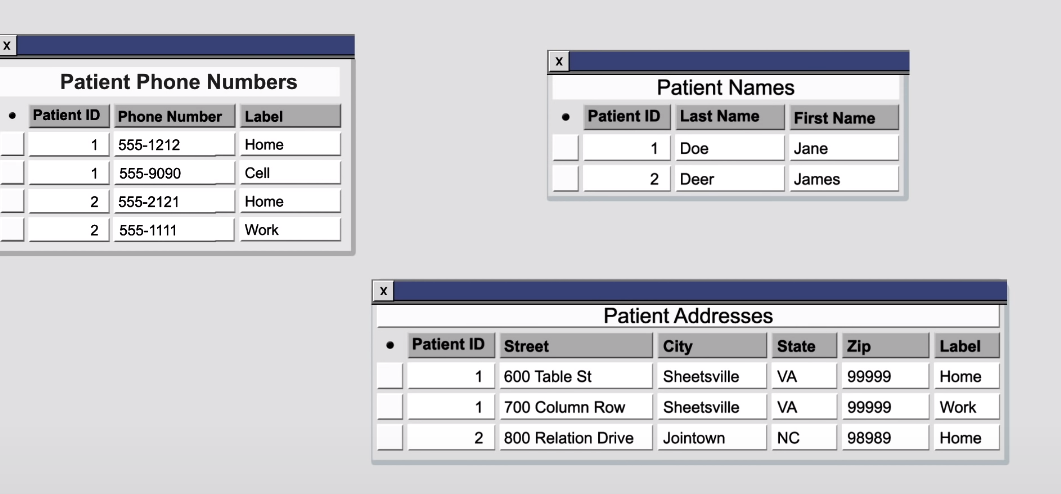 X
Patient Phone Numbers
• Patient ID Phone Number Label
1 555-1212 Home
1 555-9090 Cell
2 555-2121 Home
2 555-1111 Work
X
Patient Names
• Patient ID Last Name First Name
1 Doe Jane
2 Deer James
X
Patient Addresses
• Patient ID Street City State Zip Label
1 600 Table St Sheetsville VA 99999 Home
1 700 Column Row Sheetsville VA 99999 Work
2 800 Relation Drive Jointown NC 98989 Home